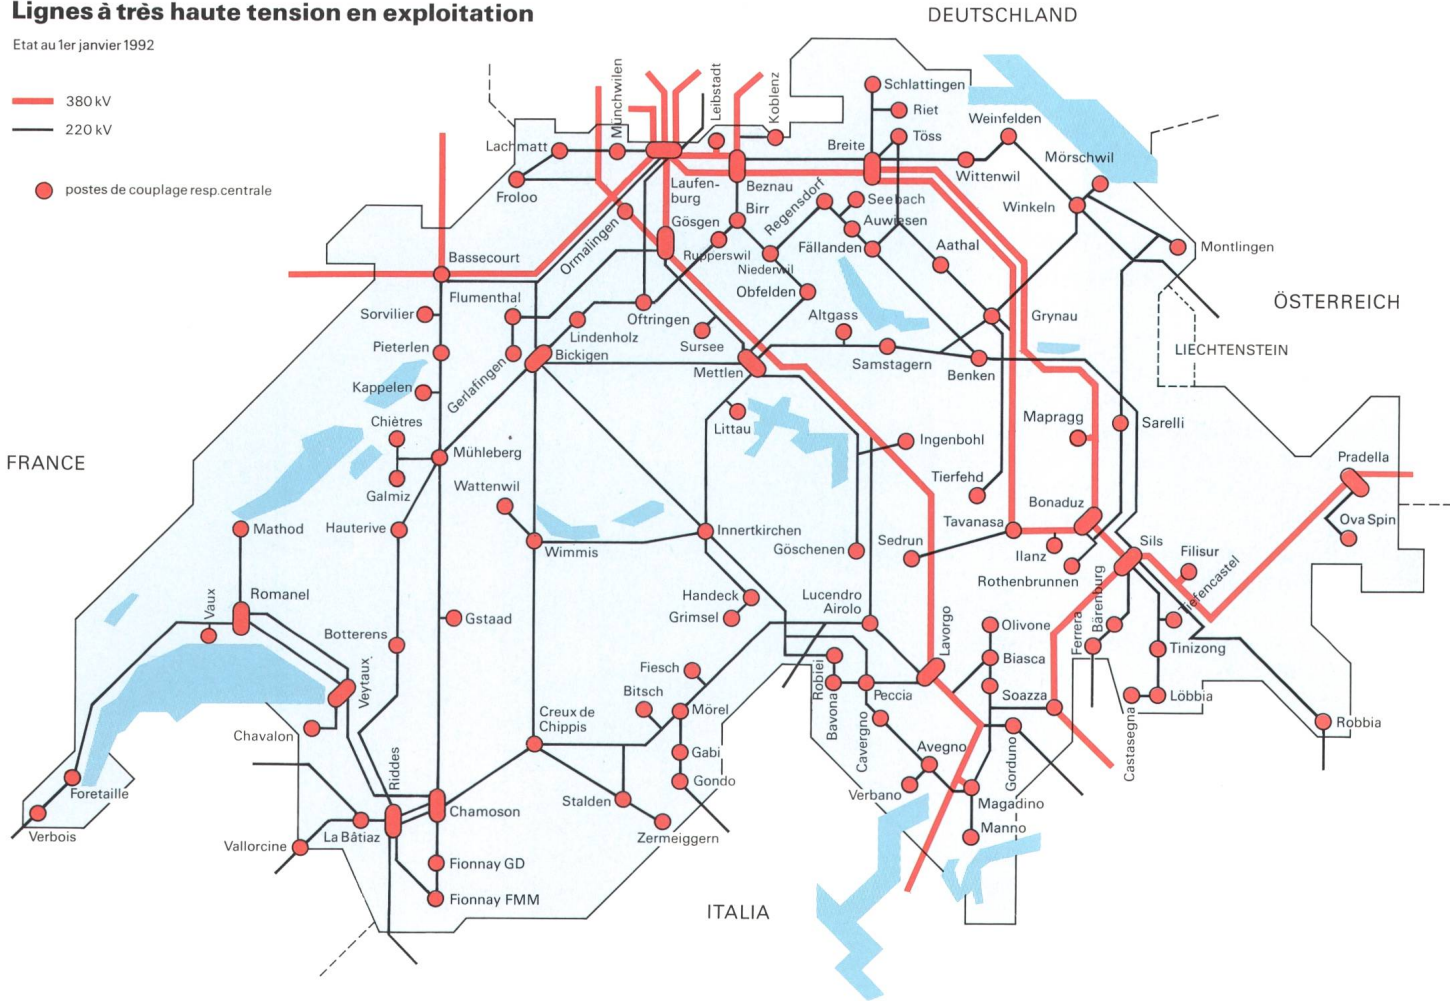 Lignes à très haute tension en exploitation
DEUTSCHLAND
Etat au 1er janvier 1992
380 kV
220 kV
postes de couplage resp. centrale
Münchwilen
Leibstadt
Koblenz
Schlattingen
Riet
Töss
Weinfelden
Breite
Mörschwil
Lachmatt
Wittenwil
Froloo
Laufen-
burg
Beznau
Birr
Regensdorf
Seebach
Winkeln
Gösgen
Auwiesen
Ormalingen
Rupperswil
Fällanden
Aathal
Montlingen
Bassecourt
Niederwil
Flumenthal
Obfelden
ÖSTERREICH
Sorvilier
Oftringen
Altgass
Grynau
Lindenholz
Sursee
Pieterlen
Bickigen
LIECHTENSTEIN
Gerlafingen
Mettlen
Samstagern
Benken
Kappelen
Chiètres
Littau
Mapragg
Sarelli
Ingenbohl
FRANCE
Mühleberg
Pradella
Wattenwil
Tierfehd
Galmiz
Bonaduz
Mathod
Hauterive
Innertkirchen
Tavanasa
Ova Spin
Wimmis
Göschenen
Sedrun
Ilanz
Sils
Filisur
Rothenbrunnen
Romanel
Vaux
Handeck
Lucendro
Airolo
Bärenburg
Tiefencastel
Grimsel
Gstaad
Olivone
Ferrera
Botterens
Lavorgo
Tinizong
Biasca
Veytaux
Fiesch
Robiei
Bitsch
Peccia
Soazza
Löbbia
Mörel
Bavona
Creux de
Chippis
Castasegna
Robbia
Chavalon
Cavergno
Gorduno
Gabi
Avegno
Riddes
Gondo
Foretaille
Verbano
Stalden
Magadino
Chamoson
Verbois
La Bâtiaz
Manno
Zermeiggern
Vallorcine
Fionnay GD
Fionnay FMM
ITALIA